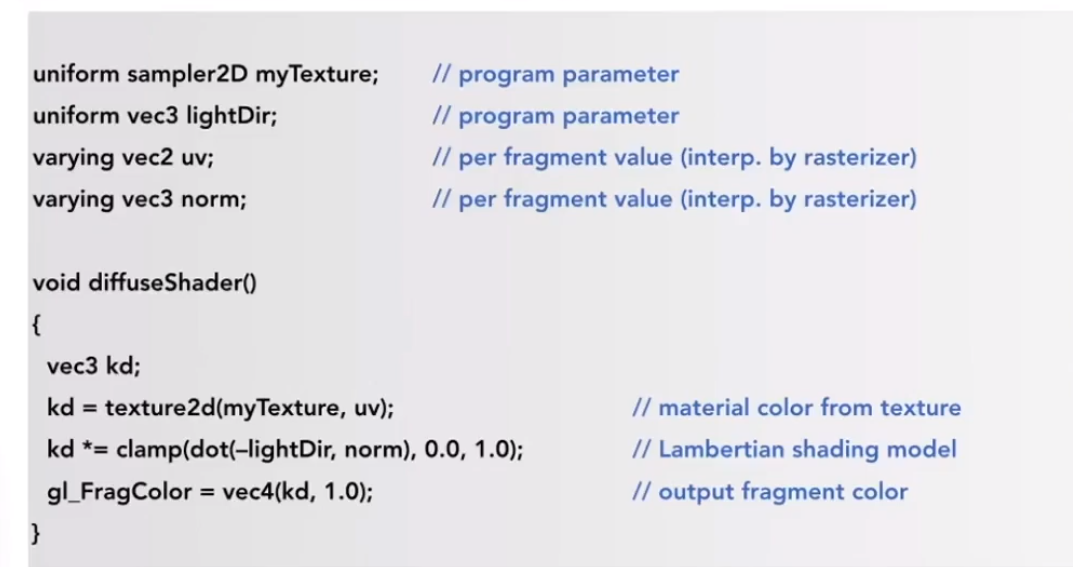 uniform sampler2D myTexture; // program parameter
uniform vec3 lightDir; // program parameter
varying vec2 uv; // per fragment value (interp. by rasterizer)
varying vec3 norm; // per fragment value (interp. by rasterizer)
void diffuseShader()
{
vec3 kd;
kd = texture2d(myTexture, uv); // material color from texture
kd *= clamp(dot(–lightDir, norm), 0.0, 1.0); // Lambertian shading model
gl_FragColor = vec4(kd, 1.0); // output fragment color
}